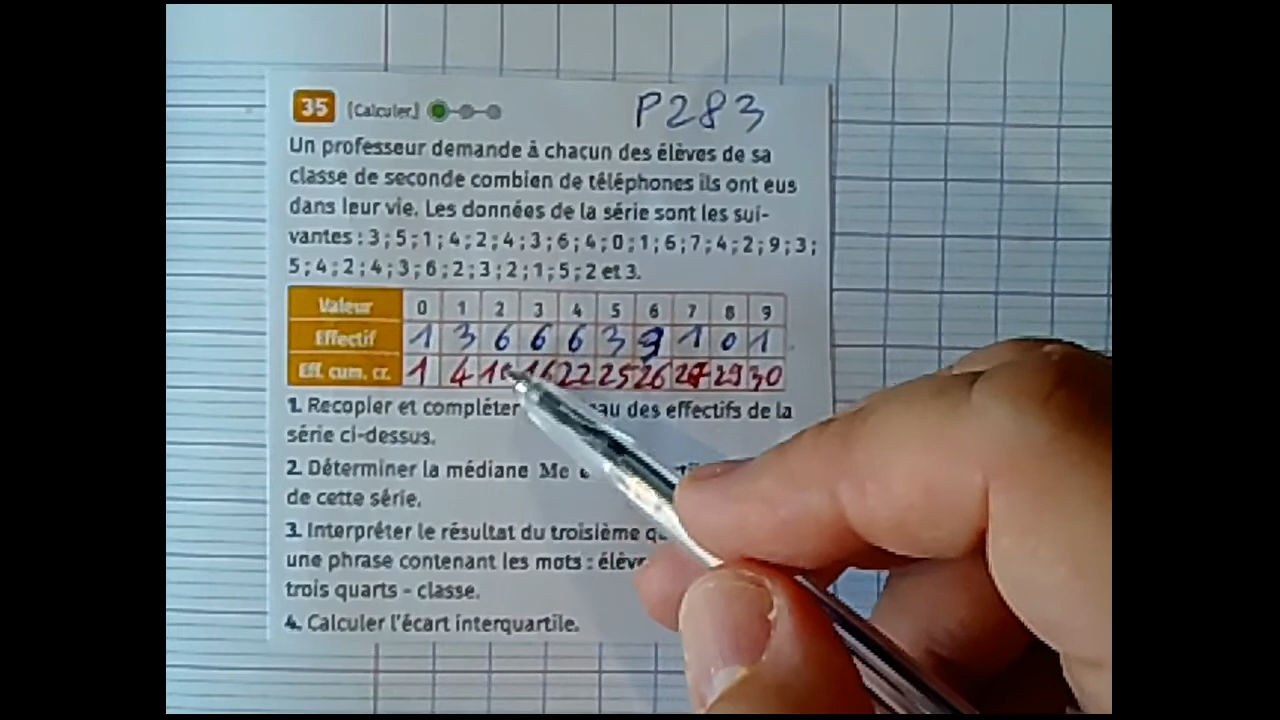 35 [Calculer.] P283
Un professeur demande à chacun des élèves de sa
classe de seconde combien de téléphones ils ont eus
dans leur vie. Les données de la série sont les sui-
vantes : 3 ; 5 ; 1 ; 4 ; 2 ; 4 ; 3 ; 6 ; 4 ; 0 ; 1 ; 6 ; 7 ; 4 ; 2 ; 9 ; 3 ;
5 ; 4 ; 2 ; 4 ; 3 ; 6 ; 2 ; 3 ; 2 ; 1 ; 5 ; 2 et 3.
Valeur 0 1 2 3 4 5 6 7 8 9
Effectif 1 3 6 6 6 3 1 0 1
Eff. cum. cr. 1 4 16 22 25 26 29 30
1. Recopier et compléter des effectifs de la
série ci-dessus.
2. Déterminer la médiane Me
de cette série.
3. Interpréter le résultat du troisième
une phrase contenant les mots :
trois quarts - classe.
4. Calculer l'écart interquartile.